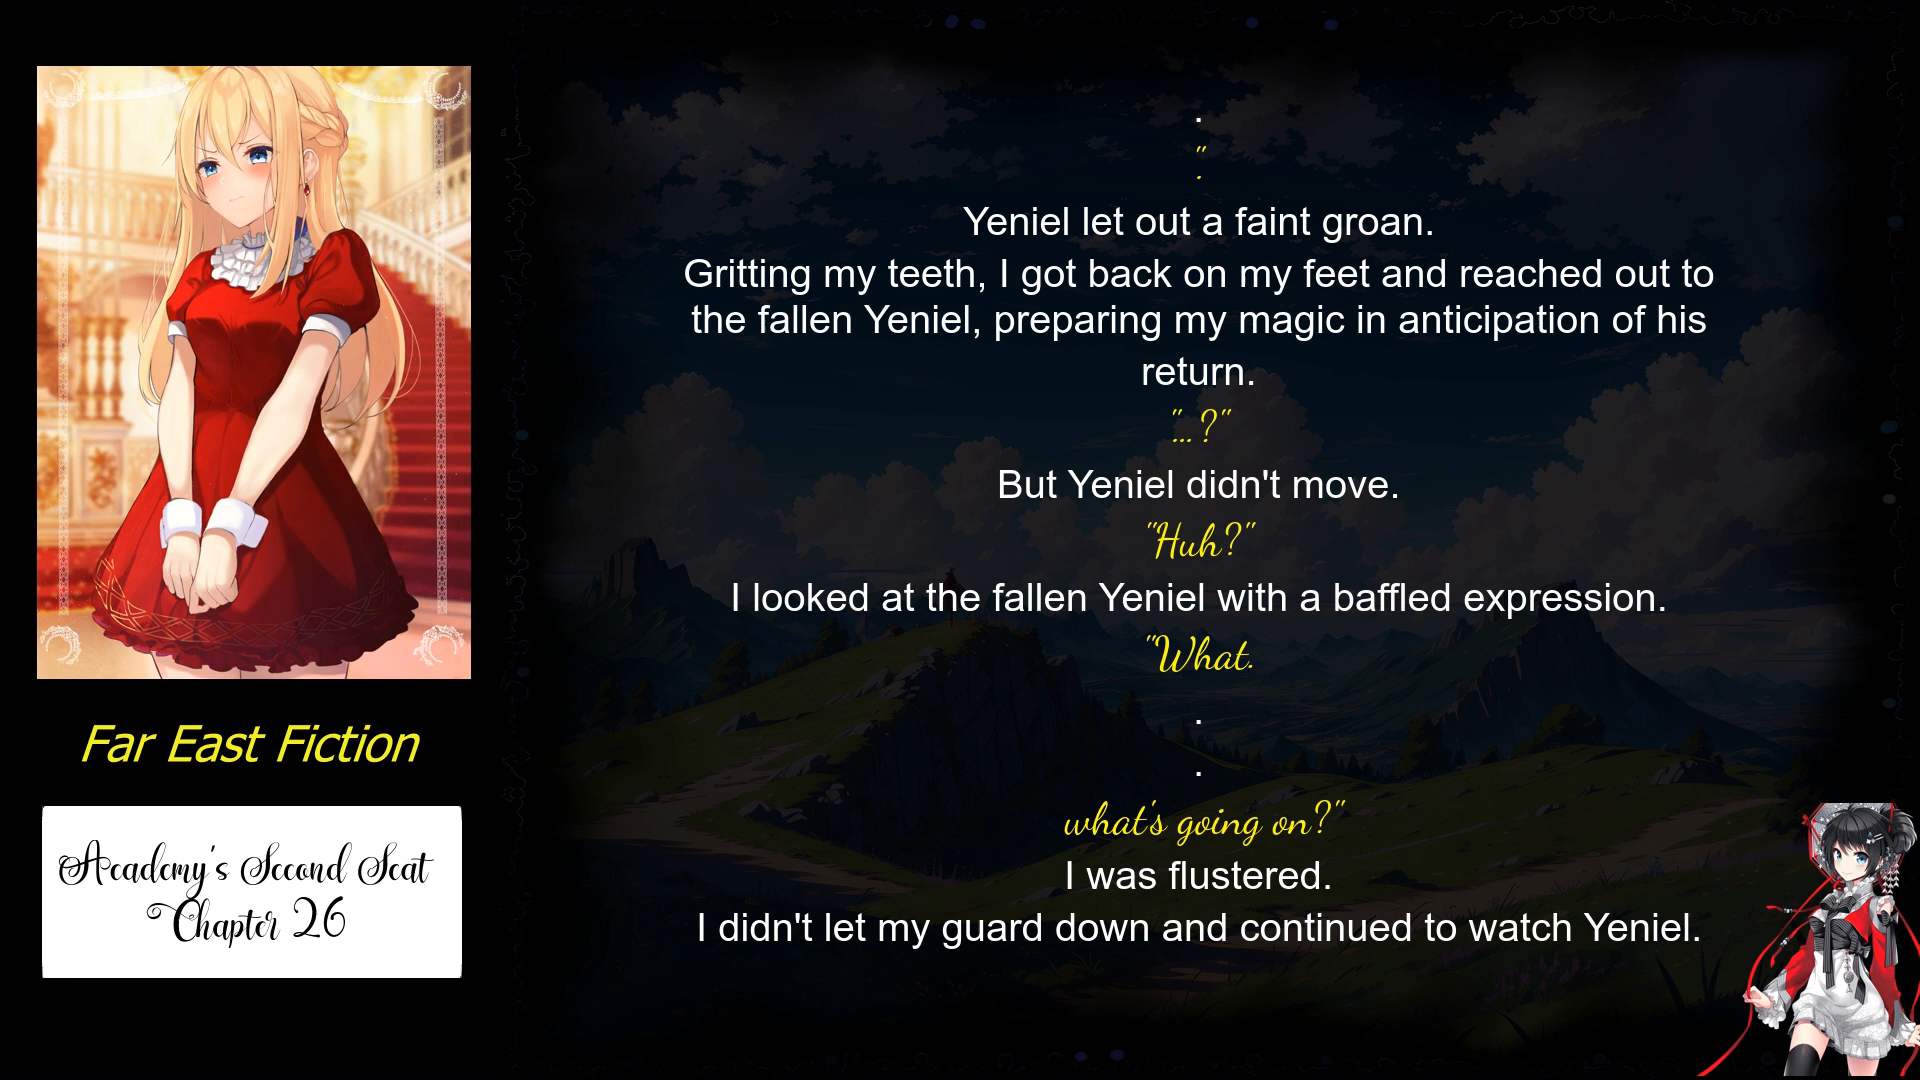 Far East Fiction
Academy's Second Seat
Chapter 26
.
"
.
Yeniel let out a faint groan.
Gritting my teeth, I got back on my feet and reached out to
the fallen Yeniel, preparing my magic in anticipation of his
return.
"...?"
But Yeniel didn't move.
"Huh?"
I looked at the fallen Yeniel with a baffled expression.
"What.
.
.
what's going on?"
I was flustered.
I didn't let my guard down and continued to watch Yeniel.